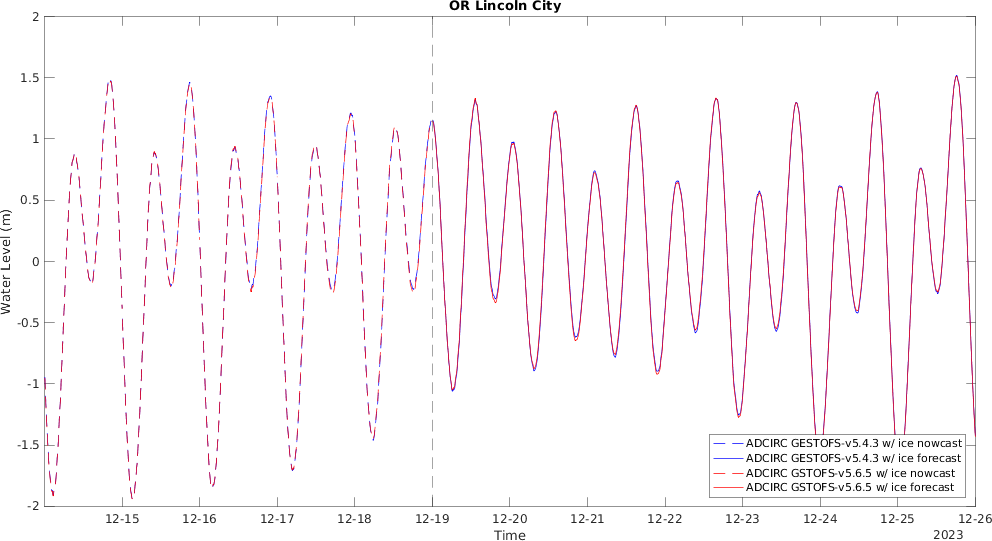 OR Lincoln City
2
1.5
1
0.5
0
-0.5
-1
-1.5
-2
Water Level (m)
12-15 12-16 12-17 12-18 12-19 12-20 12-21 12-22 12-23 12-24 12-25 12-26
Time
2023
ADCIRC GESTOFS-v5.4.3 w/ ice nowcast
ADCIRC GESTOFS-v5.4.3 w/ ice forecast
ADCIRC GSTOFS-v5.6.5 w/ ice nowcast
ADCIRC GSTOFS-v5.6.5 w/ ice forecast